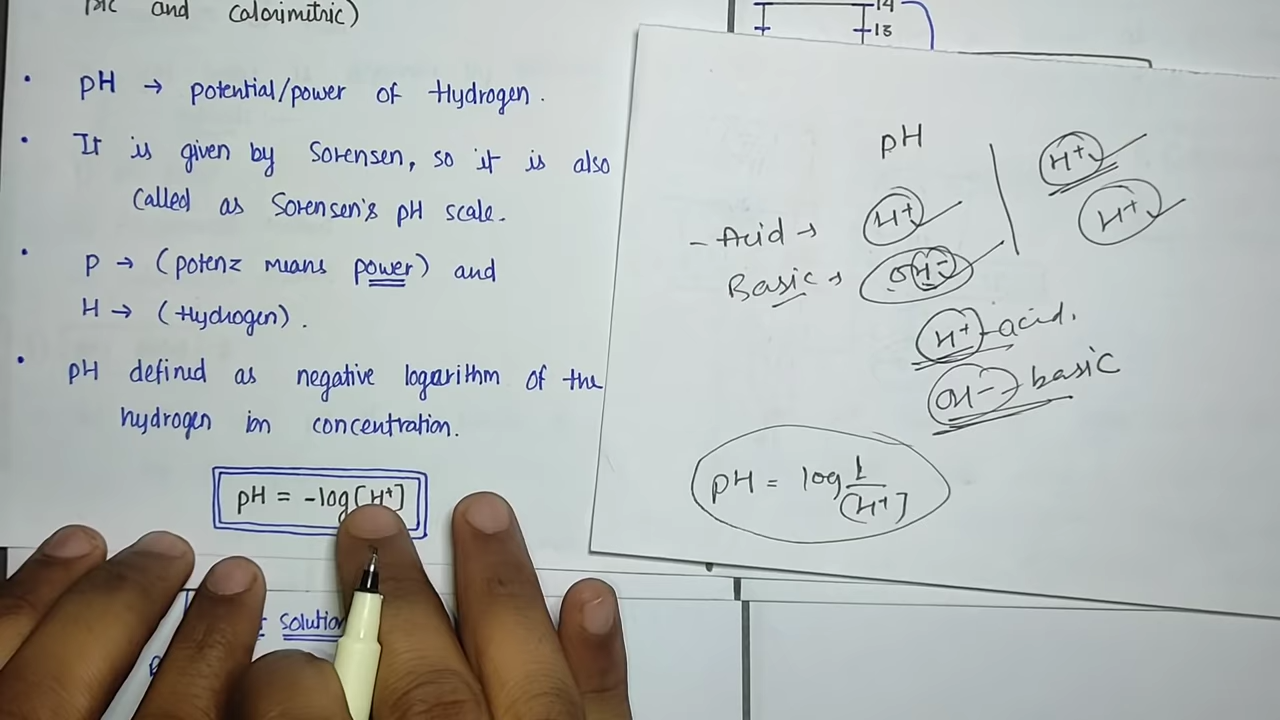 and calorimetric)
• pH → potential/power of Hydrogen.
• It is given by Sorensen, so it is also
called as Sorensen's pH scale.
• P → (potenz means power) and
H → (Hydrogen).
• pH defined as negative logarithm of the
hydrogen ion concentration.
pH = -log[H+]
solution
14
13
pH
- Acid → H+
Basic → OH-
H+ - acid.
OH- - basic
H+
H+
pH = log 1/[H+]